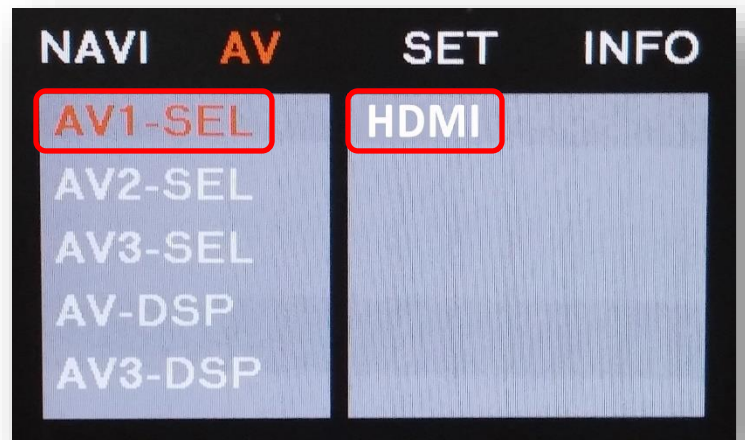 NAVI AV SET INFO
AV1-SEL HDMI
AV2-SEL
AV3-SEL
AV-DSP
AV3-DSP